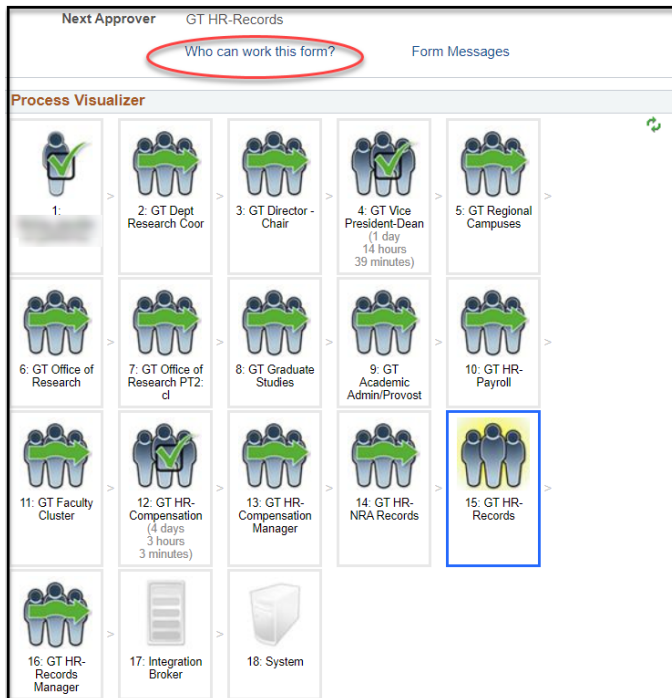 Next Approver GT HR-Records
Who can work this form? Form Messages
Process Visualizer
1:
2: GT Dept
Research Coor
3: GT Director -
Chair
4: GT Vice
President-Dean
(1 day
14 hours
39 minutes)
5: GT Regional
Campuses
6: GT Office of
Research
7: GT Office of
Research PT2:
cl
8: GT Graduate
Studies
9: GT
Academic
Admin/Provost
10: GT HR-
Payroll
11: GT Faculty
Cluster
12: GT HR-
Compensation
(4 days
3 hours
3 minutes)
13: GT HR-
Compensation
Manager
14: GT HR-
NRA Records
15: GT HR-
Records
16: GT HR-
Records
Manager
17: Integration
Broker
18: System